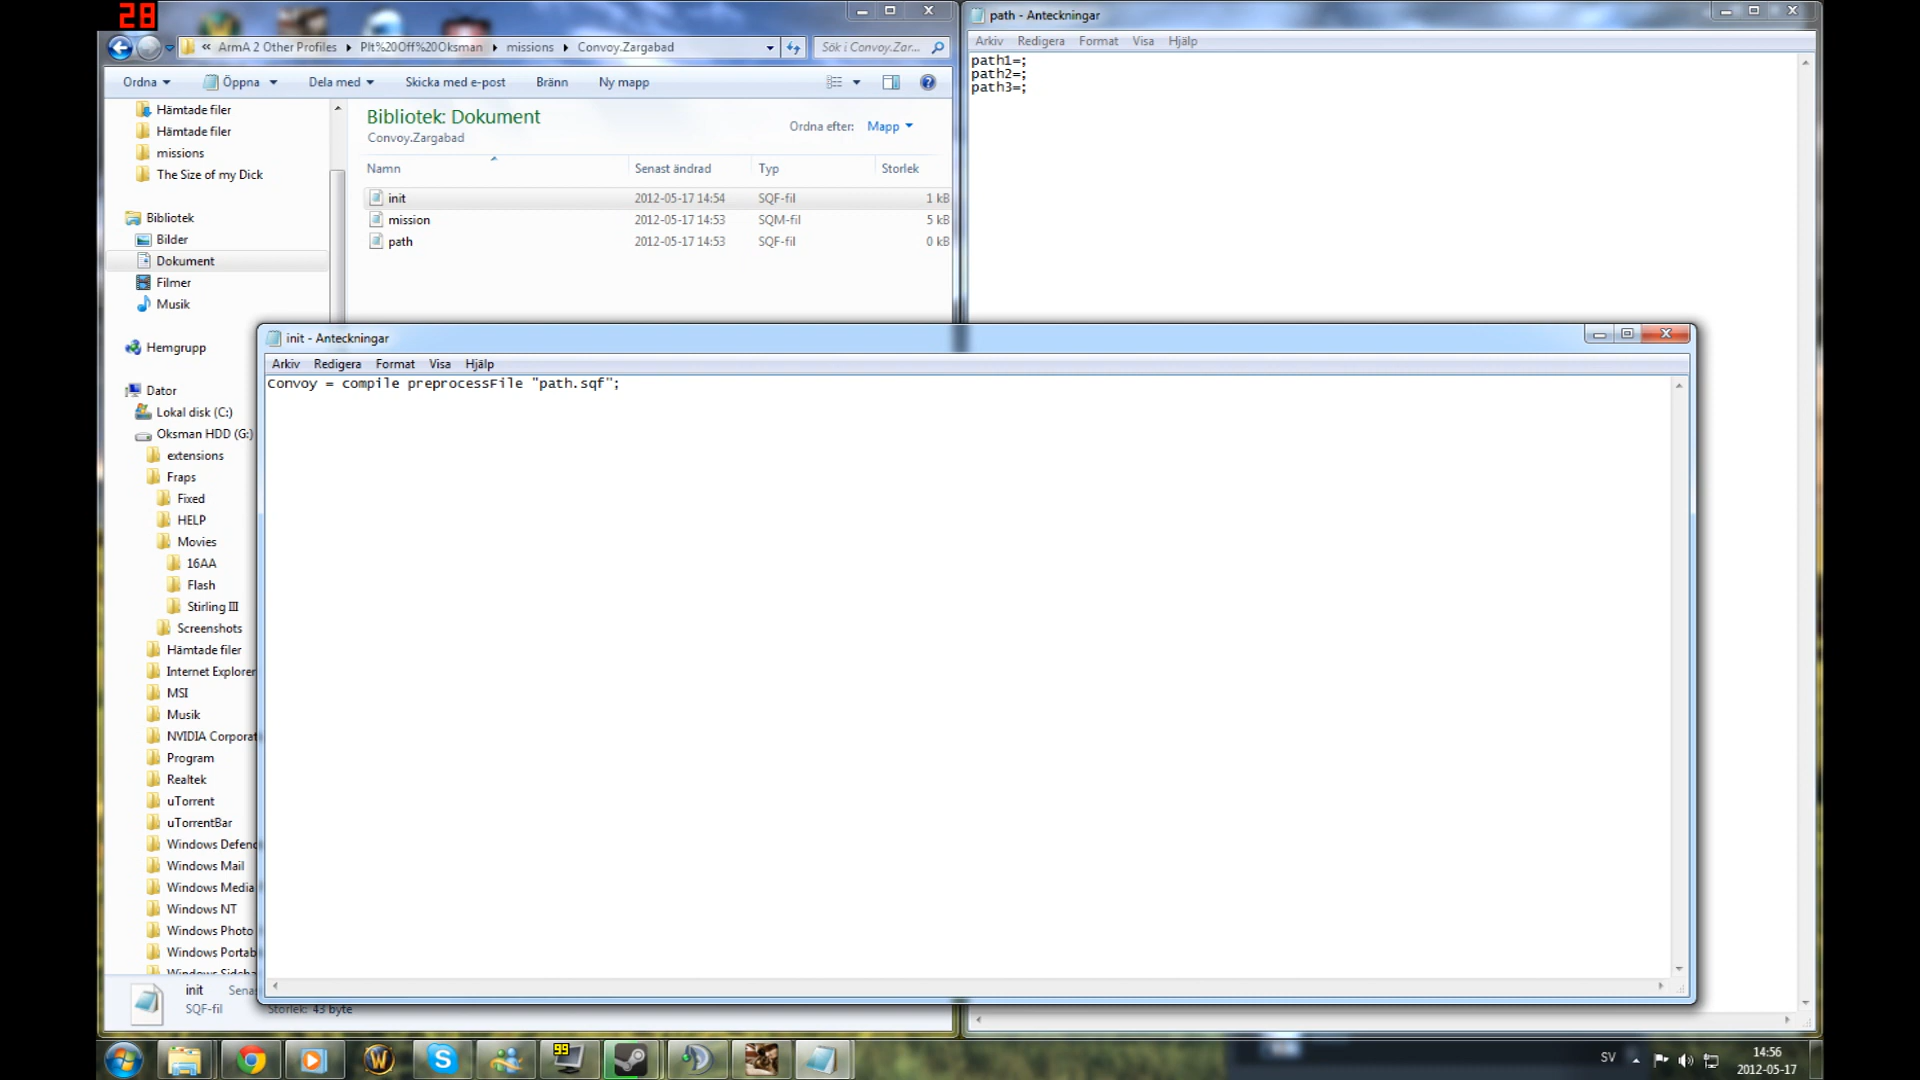 28
« ArmA 2 Other Profiles ▸ Plt%20Off%20Oksman ▸ missions ▸ Convoy.Zargabad
Sök i Convoy.Zar...
Ordna Öppna Dela med Skicka med e-post Bränn Ny mapp
Hämtade filer
Hämtade filer
missions
The Size of my Dick
Bibliotek
Bilder
Dokument
Filmer
Musik
Hemgrupp
Dator
Lokal disk (C:)
Oksman HDD (G:)
extensions
Fraps
Fixed
HELP
Movies
16AA
Flash
Stirling III
Screenshots
Hämtade filer
Internet Explorer
MSI
Musik
NVIDIA Corporat
Program
Realtek
uTorrent
uTorrentBar
Windows Defend
Windows Mail
Windows Media
Windows NT
Windows Photo
Windows Portab
Windows Sideba
Bibliotek: Dokument
Convoy.Zargabad
Ordna efter: Mapp
Namn Senast ändrad Typ Storlek
init 2012-05-17 14:54 SQF-fil 1 kB
mission 2012-05-17 14:53 SQM-fil 5 kB
path 2012-05-17 14:53 SQF-fil 0 kB
init Senas
SQF-fil Storlek: 43 byte
path - Anteckningar
Arkiv Redigera Format Visa Hjälp
path1=;
path2=;
path3=;
init - Anteckningar
Arkiv Redigera Format Visa Hjälp
Convoy = compile preprocessFile "path.sqf";
99
SV
14:56
2012-05-17